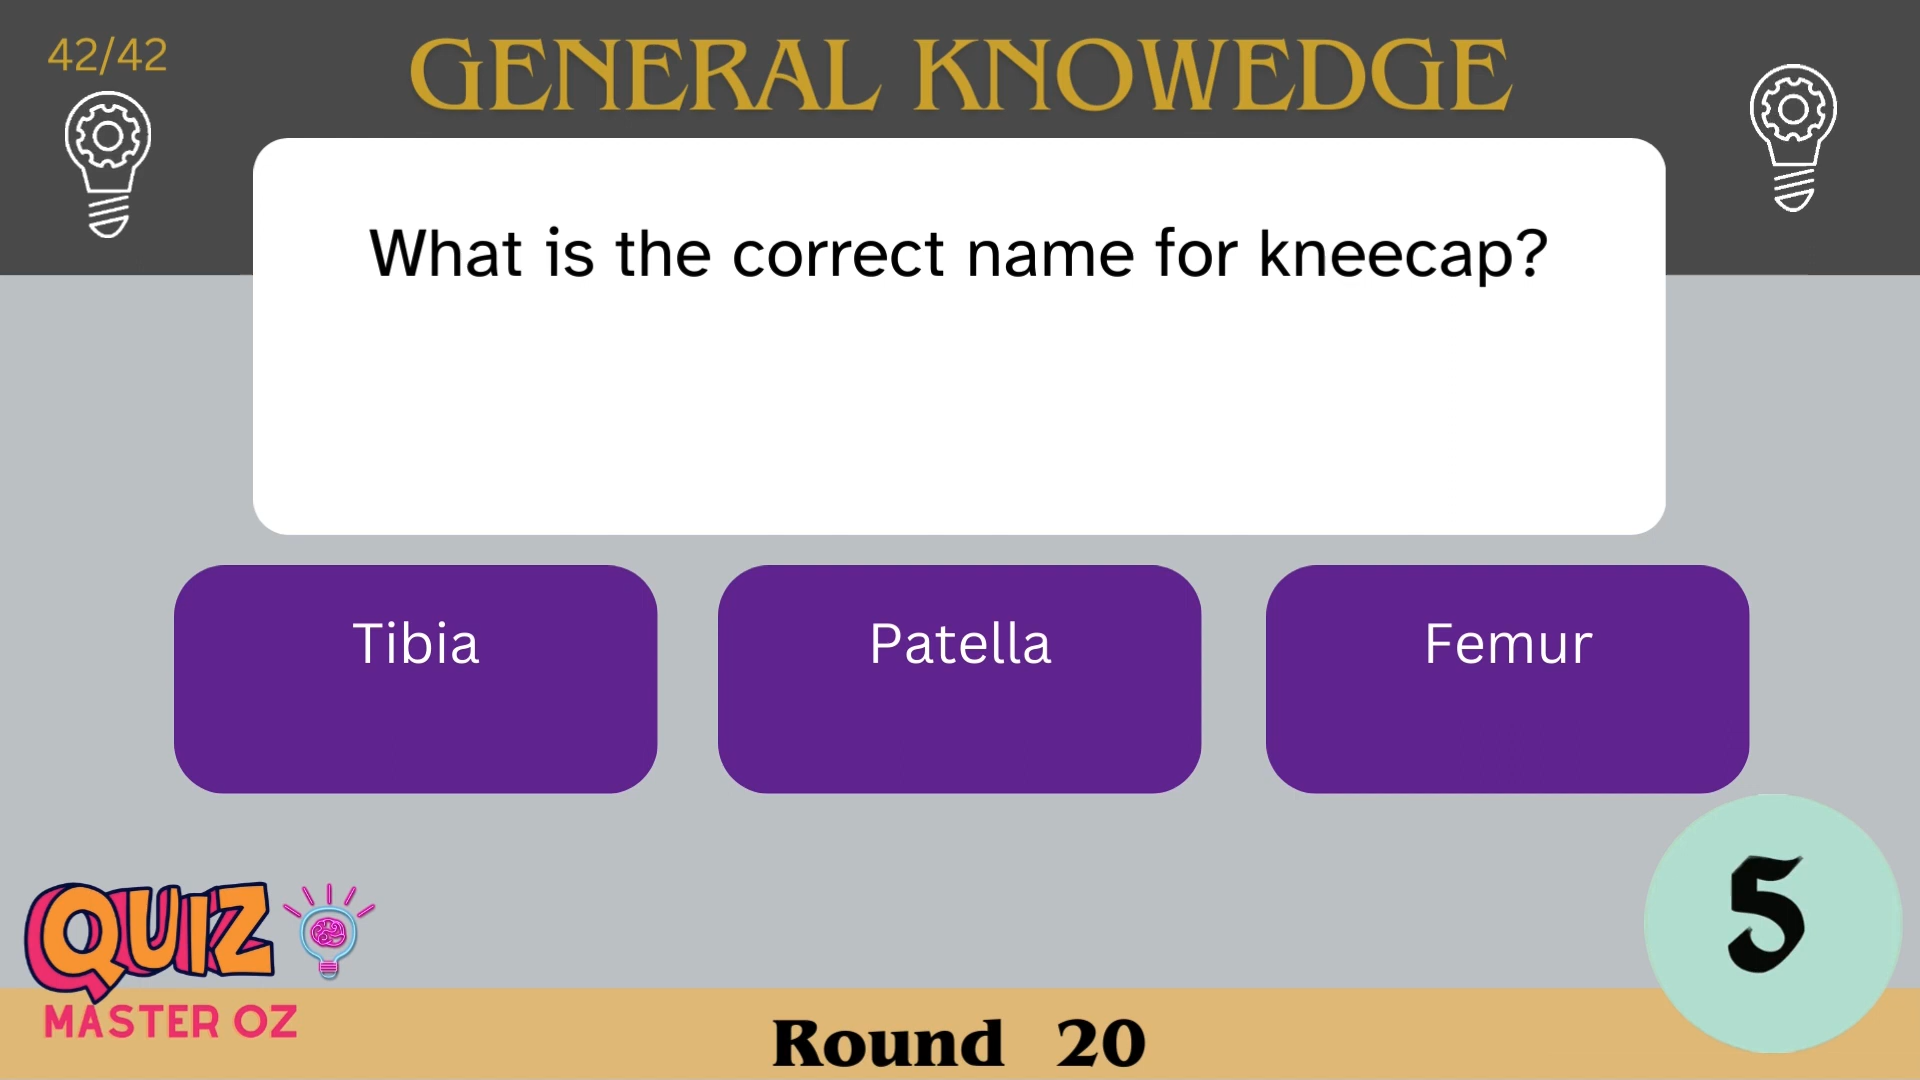 42/42
GENERAL KNOWEDGE
What is the correct name for kneecap?
Tibia
Patella
Femur
5
QUIZ
MASTER OZ
Round 20